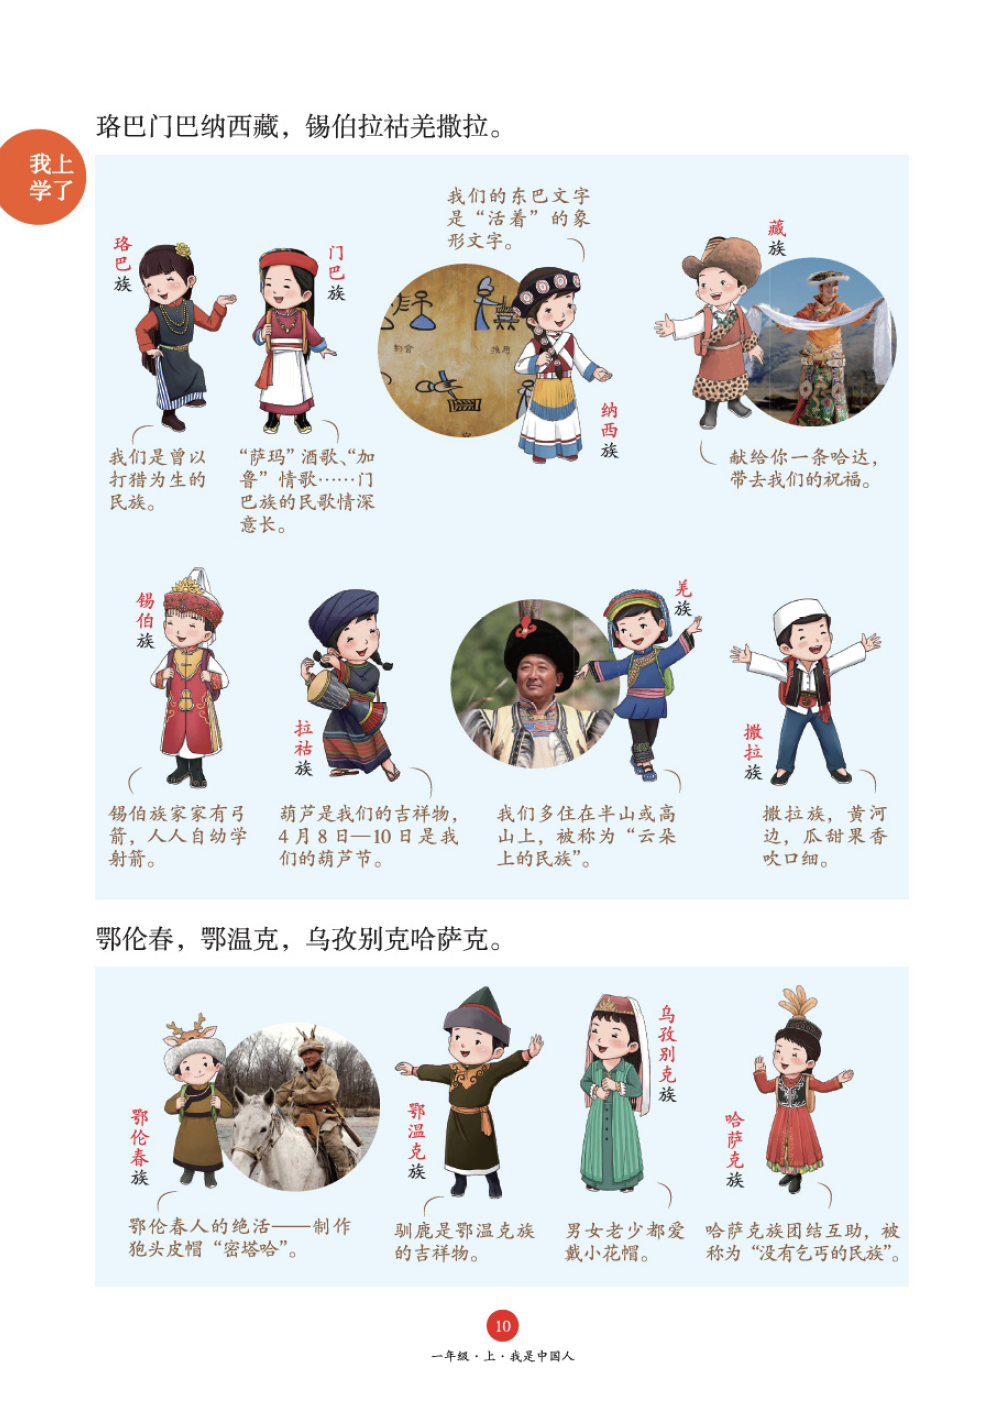 珞巴门巴纳西藏，锡伯拉祜羌撒拉。
我上
学了
珞巴族
我们是曾以
打猎为生的
民族。
门巴族
“萨玛”酒歌、“加
鲁”情歌……门
巴族的民歌情深
意长。
我们的东巴文字
是“活着”的象
形文字。
纳西族
藏族
献给你一条哈达，
带去我们的祝福。
锡伯族
锡伯族家家有弓
箭，人人自幼学
射箭。
拉祜族
葫芦是我们的吉祥物，
4月8日—10日是我
们的葫芦节。
羌族
我们多住在半山或高
山上，被称为“云朵
上的民族”。
撒拉族
撒拉族，黄河
边，瓜甜果香
吹口细。
鄂伦春，鄂温克，乌孜别克哈萨克。
鄂伦春族
鄂伦春人的绝活——制作
狍头皮帽“密塔哈”。
鄂温克族
驯鹿是鄂温克族
的吉祥物。
乌孜别克族
男女老少都爱
戴小花帽。
哈萨克族
哈萨克族团结互助，被
称为“没有乞丐的民族”。
10
一年级·上·我是中国人